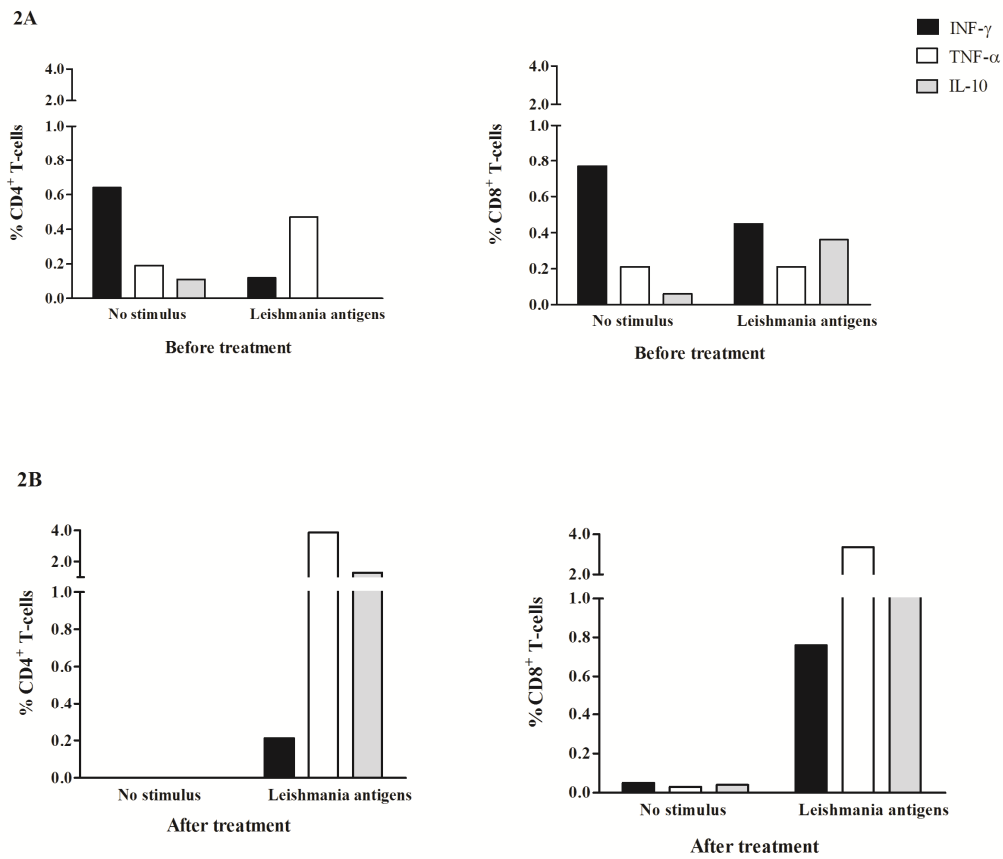 2A
INF-γ
TNF-α
IL-10
% CD4+ T-cells
4.0
2.0
1.0
0.8
0.6
0.4
0.2
0.0
No stimulus Leishmania antigens
Before treatment
% CD8+ T-cells
4.0
2.0
1.0
0.8
0.6
0.4
0.2
0.0
No stimulus Leishmania antigens
Before treatment
2B
% CD4+ T-cells
4.0
2.0
1.0
0.8
0.6
0.4
0.2
0.0
No stimulus Leishmania antigens
After treatment
% CD8+ T-cells
4.0
2.0
1.0
0.8
0.6
0.4
0.2
0.0
No stimulus Leishmania antigens
After treatment